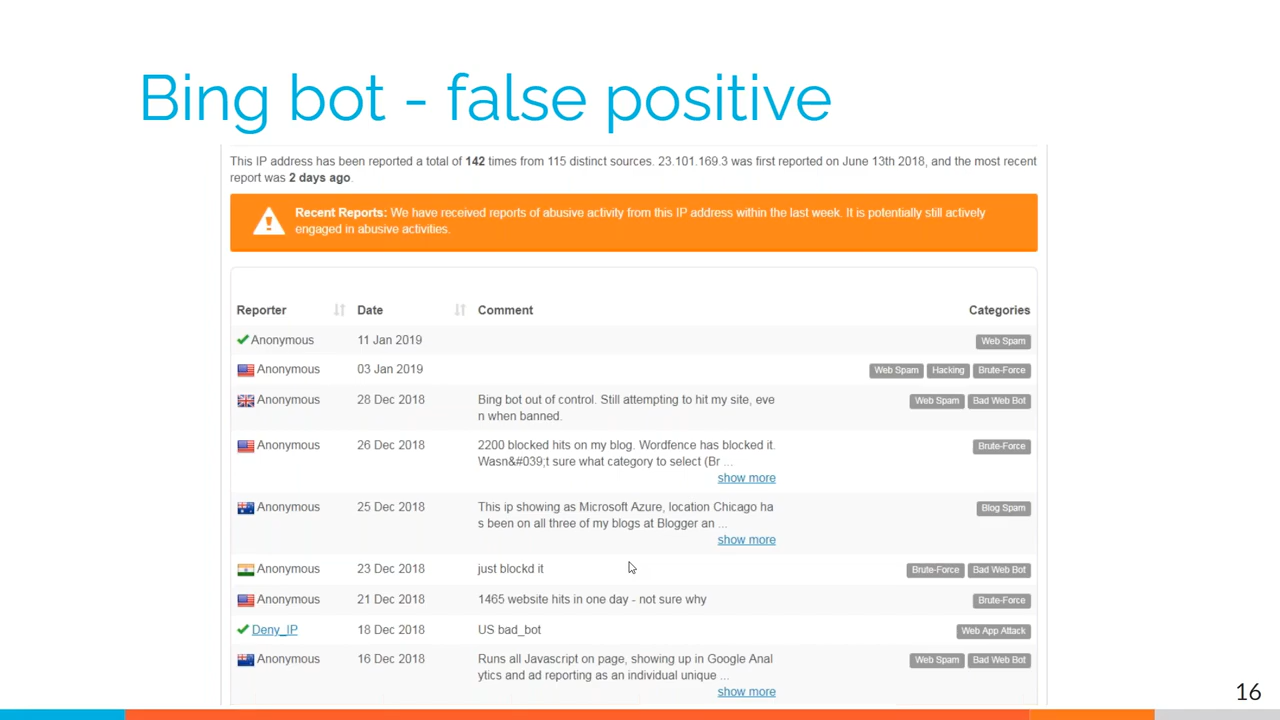 Bing bot - false positive
This IP address has been reported a total of 142 times from 115 distinct sources. 23.101.169.3 was first reported on June 13th 2018, and the most recent
report was 2 days ago.
Recent Reports: We have received reports of abusive activity from this IP address within the last week. It is potentially still actively
engaged in abusive activities.
Reporter Date Comment Categories
Anonymous 11 Jan 2019 Web Spam
Anonymous 03 Jan 2019 Web Spam Hacking Brute-Force
Anonymous 28 Dec 2018 Bing bot out of control. Still attempting to hit my site, eve Web Spam Bad Web Bot
n when banned.
Anonymous 26 Dec 2018 2200 blocked hits on my blog. Wordfence has blocked it. Brute-Force
Wasn&#039;t sure what category to select (Br ...
show more
Anonymous 25 Dec 2018 This ip showing as Microsoft Azure, location Chicago ha Blog Spam
s been on all three of my blogs at Blogger an ...
show more
Anonymous 23 Dec 2018 just blockd it Brute-Force Bad Web Bot
Anonymous 21 Dec 2018 1465 website hits in one day - not sure why Brute-Force
Deny_IP 18 Dec 2018 US bad_bot Web App Attack
Anonymous 16 Dec 2018 Runs all Javascript on page, showing up in Google Anal Web Spam Bad Web Bot
ytics and ad reporting as an individual unique ...
show more
16